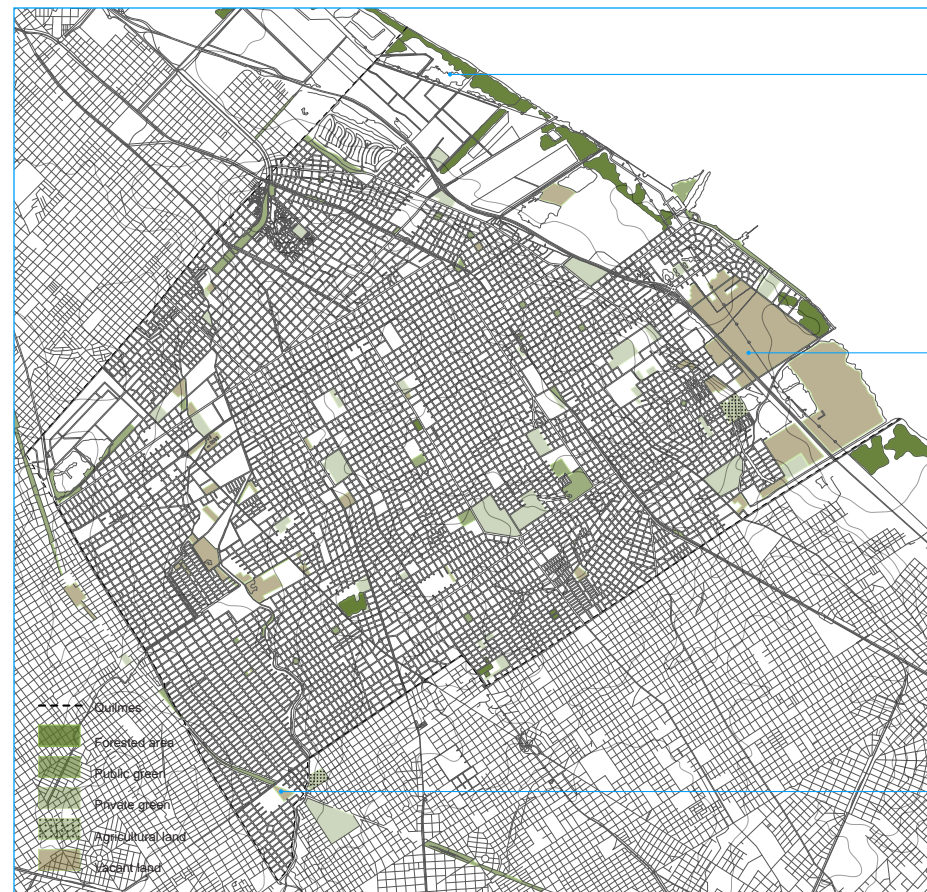 Quilmes
Forested area
Public green
Private green
Agricultural land
Vacant land